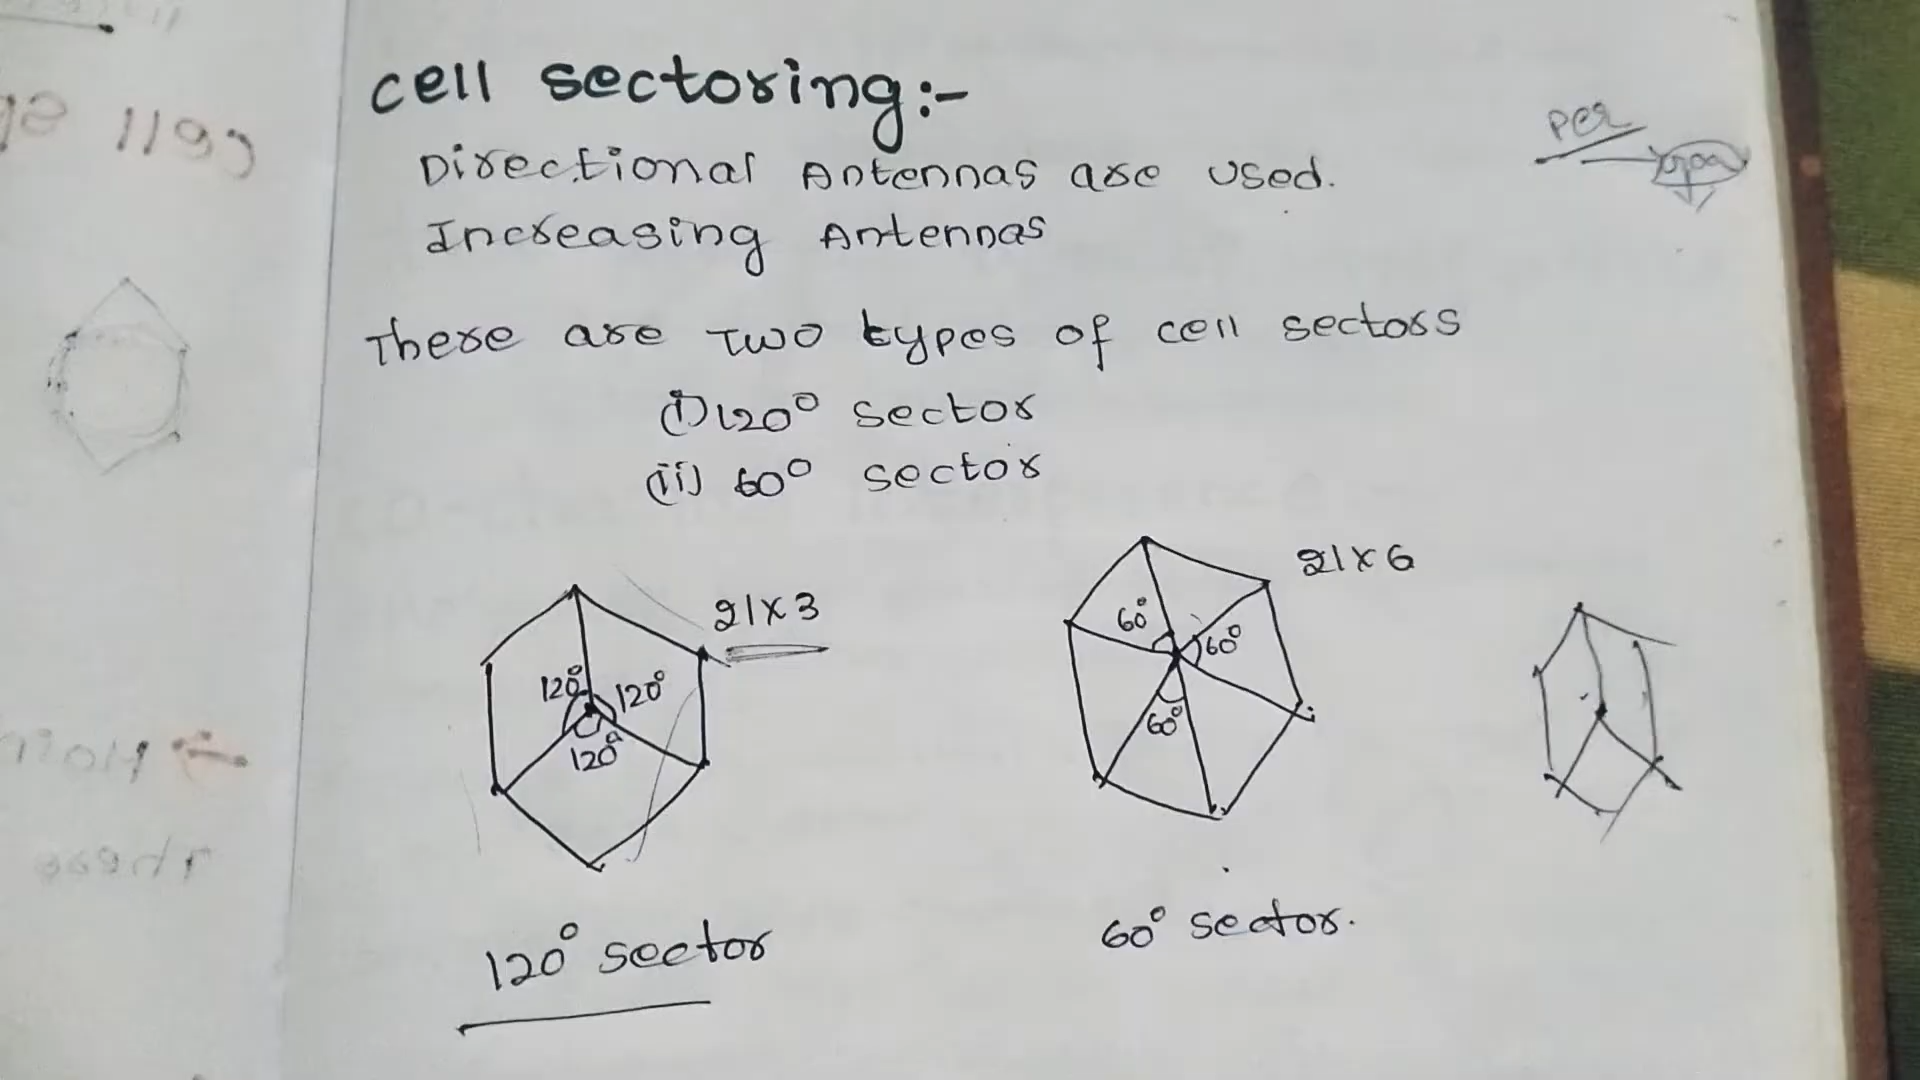 cell sectoring:-
Directional Antennas are used.
Increasing Antennas
There are Two types of cell sectors
(i) 120° sector
(ii) 60° sector
21x3
120° 120°
120°
120° sector
21x6
60°
60°
60°
60° sector.
per